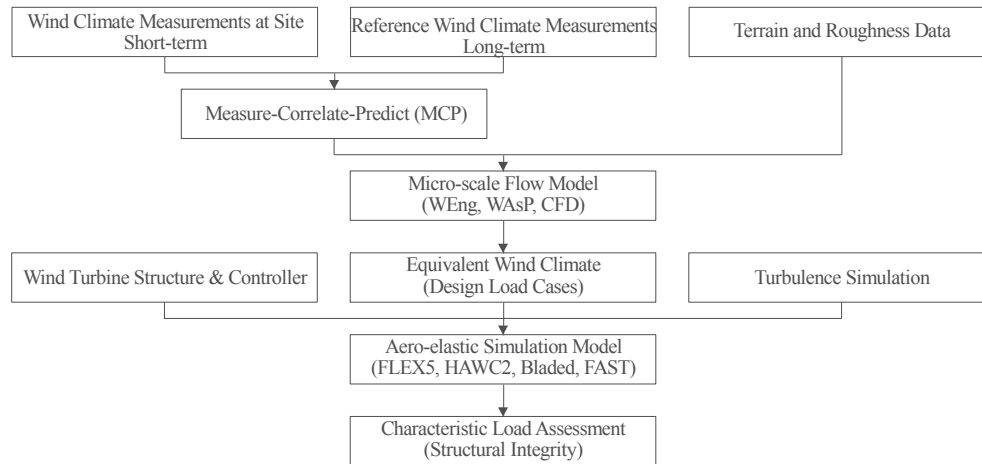 Wind Climate Measurements at Site
Short-term
Reference Wind Climate Measurements
Long-term
Terrain and Roughness Data
Measure-Correlate-Predict (MCP)
Micro-scale Flow Model
(WEng, WAsP, CFD)
Wind Turbine Structure & Controller
Equivalent Wind Climate
(Design Load Cases)
Turbulence Simulation
Aero-elastic Simulation Model
(FLEX5, HAWC2, Bladed, FAST)
Characteristic Load Assessment
(Structural Integrity)